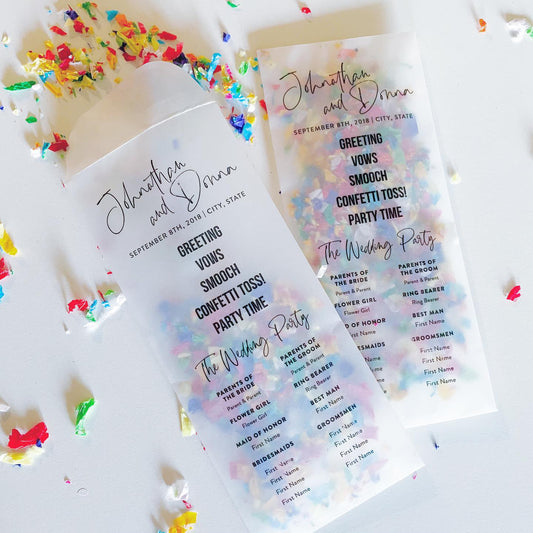 Johnathan
and Donna
SEPTEMBER 8TH, 2018 | CITY, STATE
GREETING
VOWS
SMOOCH
CONFETTI TOSS!
PARTY TIME
The Wedding Party
PARENTS OF
THE BRIDE
Parent & Parent
FLOWER GIRL
Flower Girl
MAID OF HONOR
First Name
BRIDESMAIDS
First Name
First Name
First Name
PARENTS OF
THE GROOM
Parent & Parent
RING BEARER
Ring Bearer
BEST MAN
First Name
GROOMSMEN
First Name
First Name
First Name
Johnathan
and Donna
SEPTEMBER 8TH, 2018 | CITY, STATE
GREETING
VOWS
SMOOCH
CONFETTI TOSS!
PARTY TIME
The Wedding Party
PARENTS OF
THE BRIDE
Parent & Parent
FLOWER GIRL
Flower Girl
OF HONOR
First Name
First Name
First Name
First Name
PARENTS OF
THE GROOM
Parent & Parent
RING BEARER
Ring Bearer
BEST MAN
First Name
GROOMSMEN
First Name
First Name
First Name